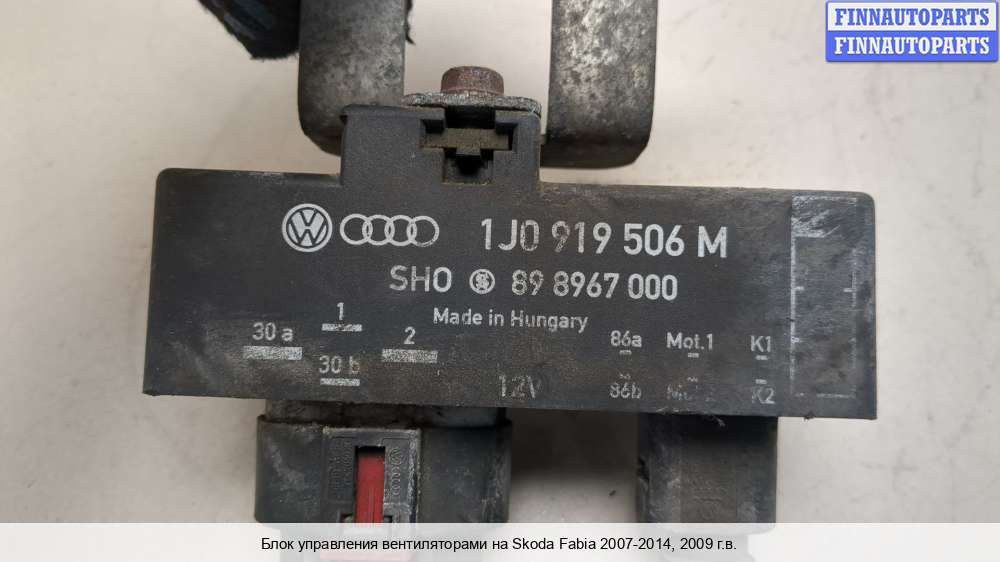 FINNAUTOPARTS
FINNAUTOPARTS
1J0 919 506 M
SHO 89 8967 000
Made in Hungary
30 a 1 2 86a Mot.1 K1
30 b 12V 86b K2
Блок управления вентиляторами на Skoda Fabia 2007-2014, 2009 г.в.